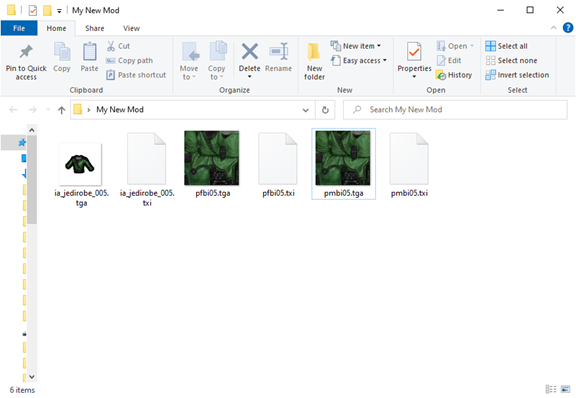 My New Mod
File Home Share View
Pin to Quick access
Copy
Paste
Cut
Copy path
Paste shortcut
Clipboard
Move to
Copy to
Delete
Rename
Organize
New folder
New item
Easy access
New
Properties
Open
Edit
History
Open
Select all
Select none
Invert selection
Select
My New Mod
Search My New Mod
ia_jedirobe_005.
tga
ia_jedirobe_005.
txi
pfbi05.tga
pfbi05.txi
pmbi05.tga
pmbi05.txi
6 items